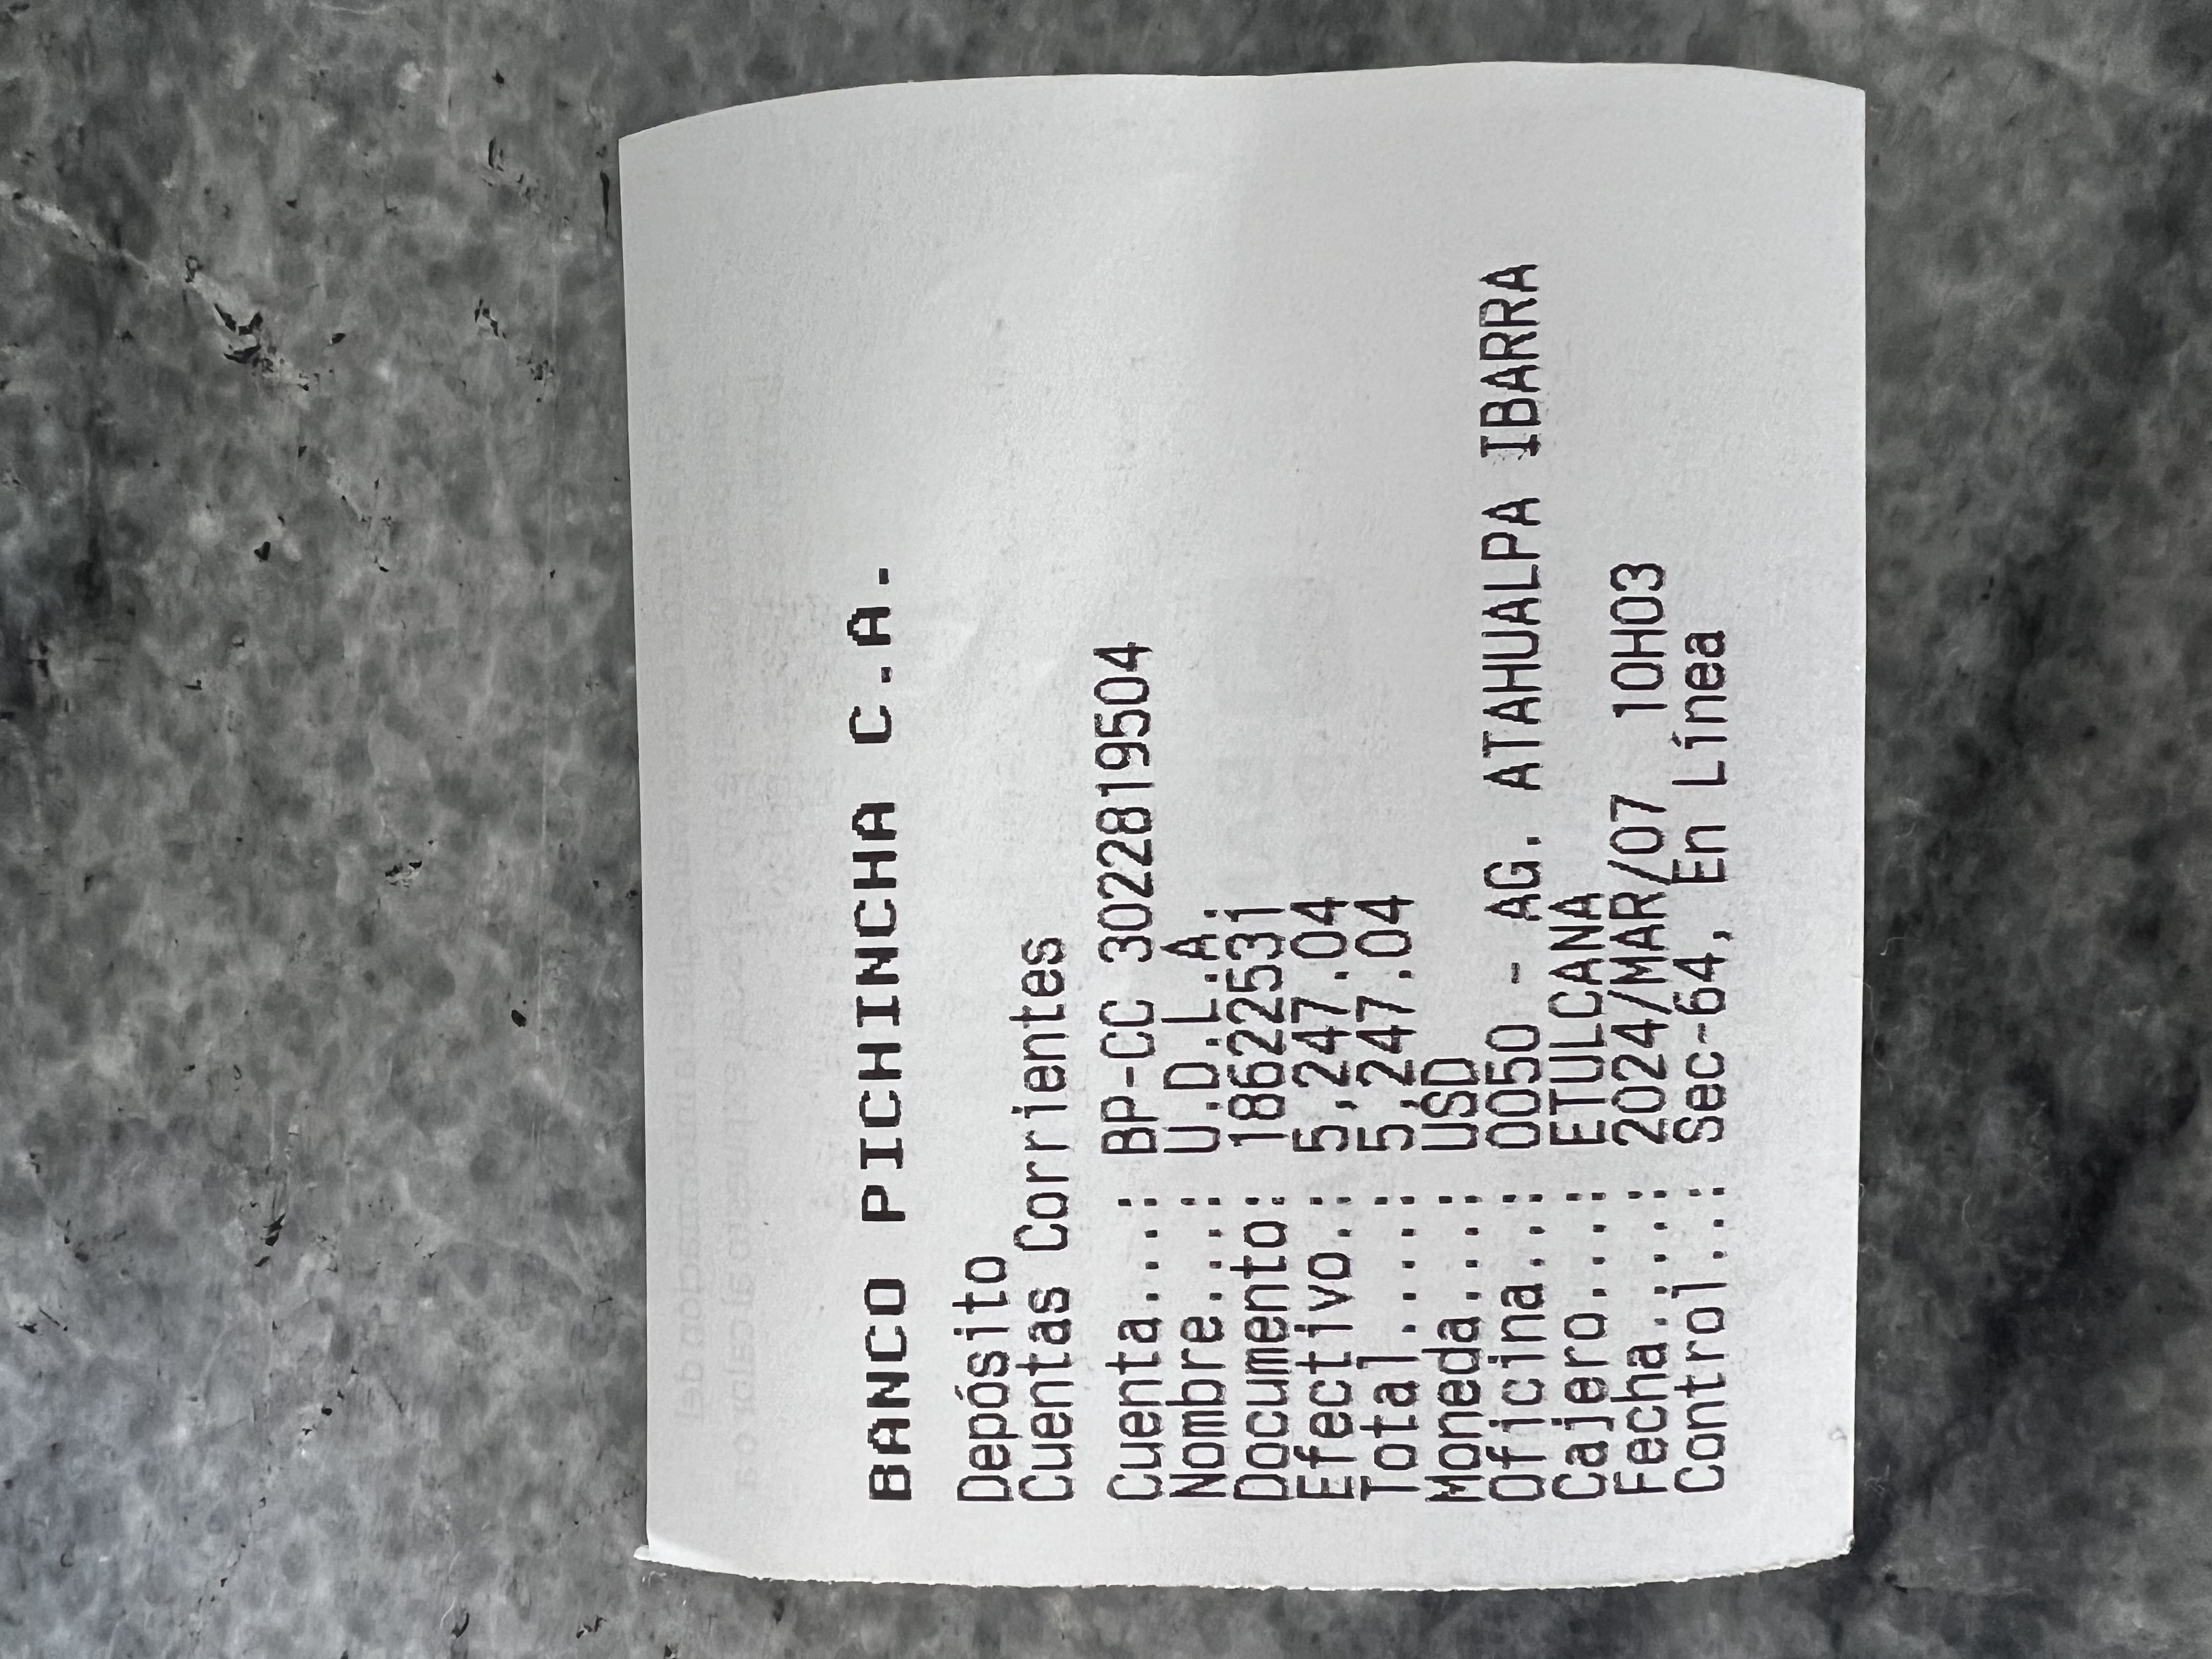 BANCO PICHINCHA C.A.
Depósito
Cuentas Corrientes
Cuenta....: BP-CC 3022819504
Nombre....: U.D.L.A.
Documento: 186225531
Efectivo..: 5,247.04
Total.....: 5,247.04
Moneda....: USD
Oficina...: 0050 - AG. ATAHUALPA IBARRA
Cajero....: ETULCANA
Fecha.....: 2024/MAR/07 10H03
Control...: Sec-64, En Línea